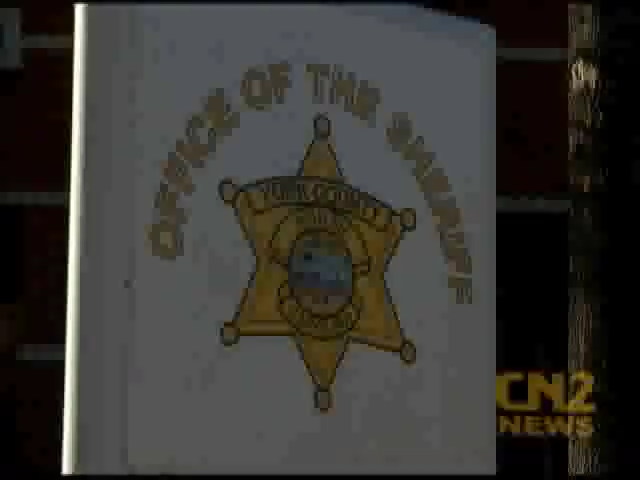 OFFICE OF THE SHERIFF
YORK COUNTY
CN2
NEWS